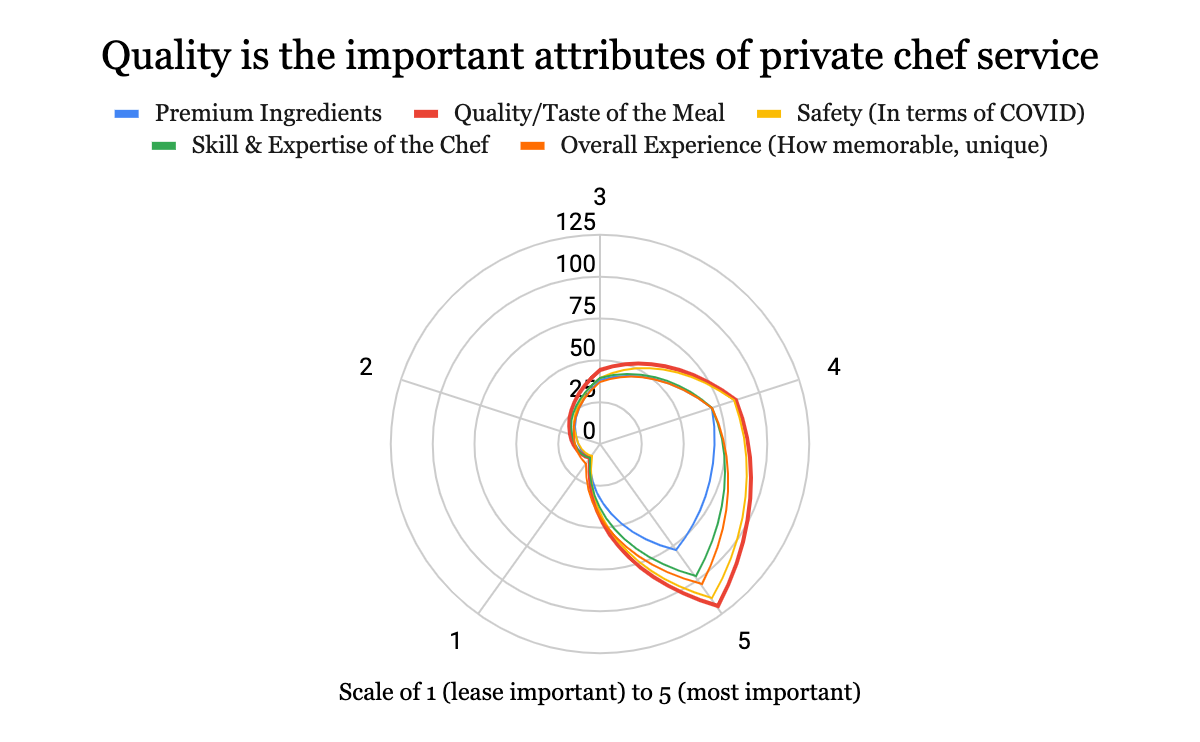 Quality is the important attributes of private chef service
Premium Ingredients Quality/Taste of the Meal Safety (In terms of COVID)
Skill & Expertise of the Chef Overall Experience (How memorable, unique)
3
125
100
75
50
25
0
2
4
1
5
Scale of 1 (lease important) to 5 (most important)